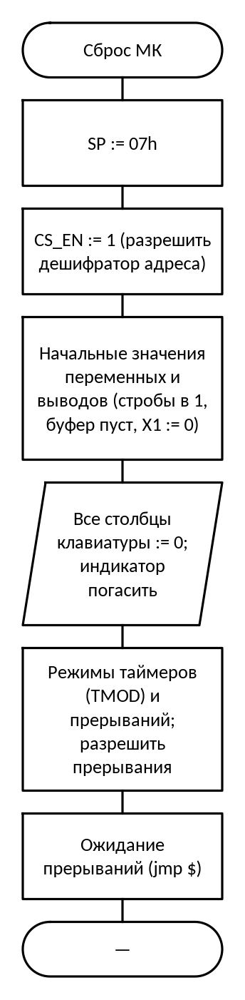 Сброс МК
SP := 07h
CS_EN := 1 (разрешить
дешифратор адреса)
Начальные значения
переменных и
выводов (стробы в 1,
буфер пуст, X1 := 0)
Все столбцы
клавиатуры := 0;
индикатор
погасить
Режимы таймеров
(TMOD) и
прерываний;
разрешить
прерывания
Ожидание
прерываний (jmp $)
—